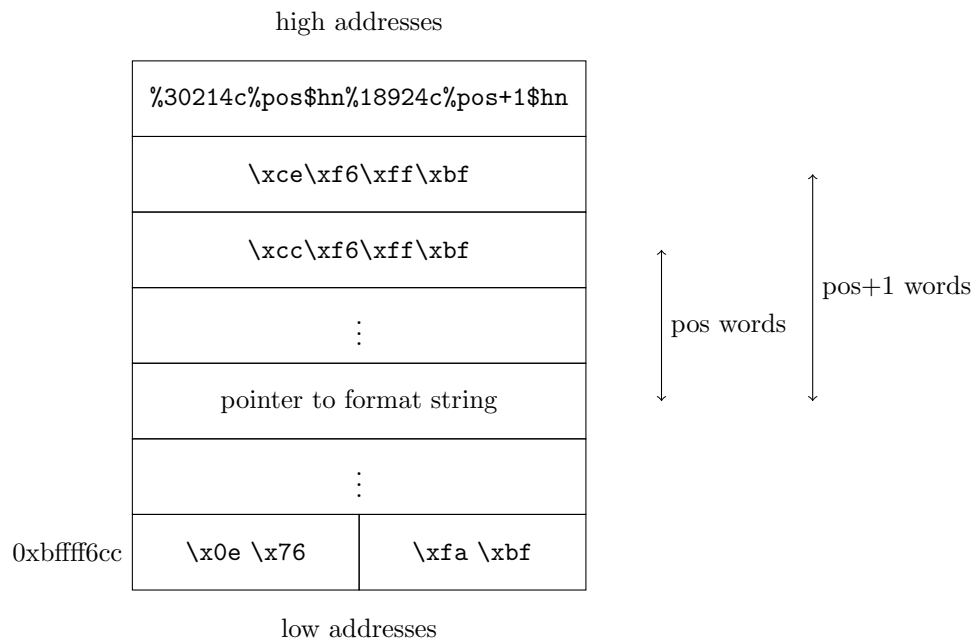 high addresses
%30214c%pos$hn%18924c%pos+1$hn
\xce\xf6\xff\xbf
\xcc\xf6\xff\xbf
pos+1 words
pos words
⋮
pointer to format string
⋮
0xbffff6cc
\x0e \x76
\xfa \xbf
low addresses